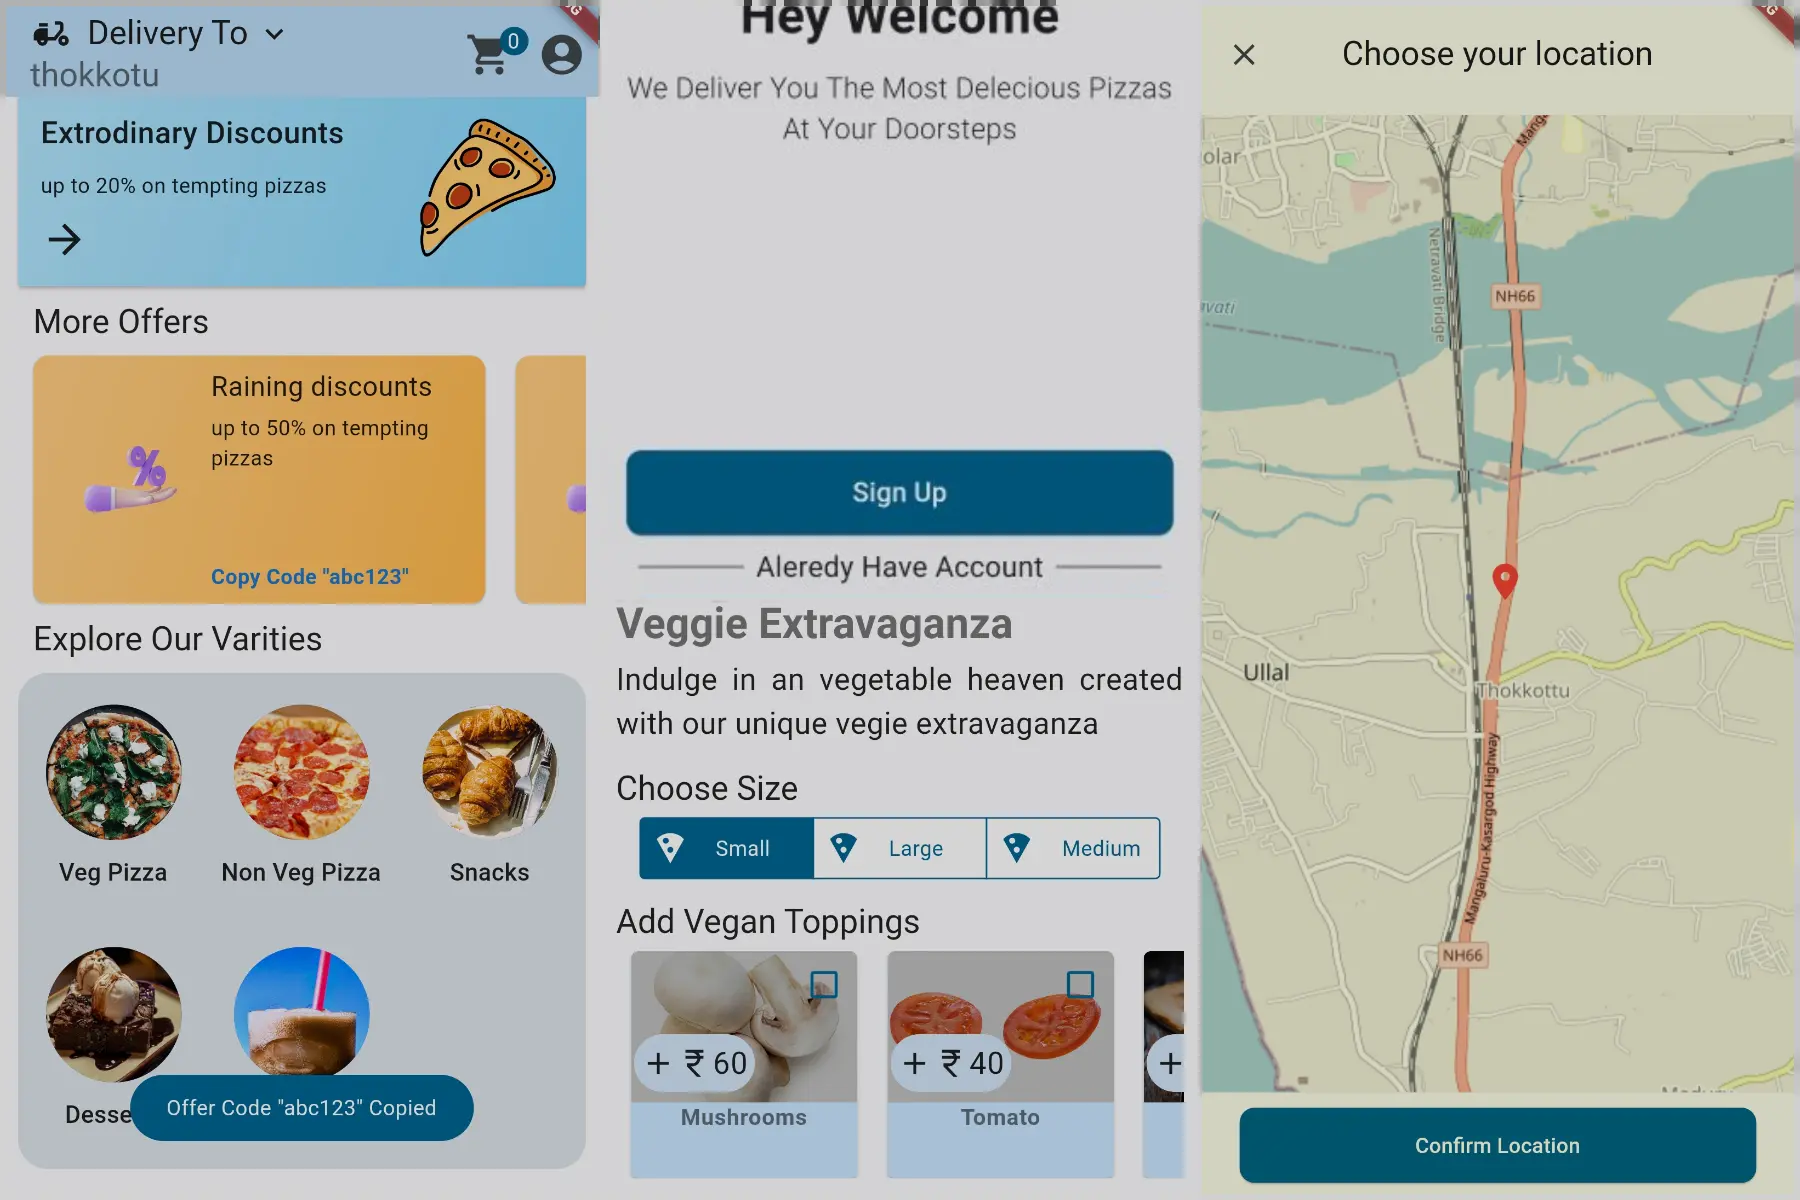 Delivery To
0
thokkotu
Extrodinary Discounts
up to 20% on tempting pizzas
More Offers
Raining discounts
up to 50% on tempting
pizzas
%
Copy Code "abc123"
Explore Our Varities
Veg Pizza
Non Veg Pizza
Snacks
Desse
Offer Code "abc123" Copied
Hey Welcome
We Deliver You The Most Delecious Pizzas
At Your Doorsteps
Sign Up
Aleredy Have Account
Veggie Extravaganza
Indulge in an vegetable heaven created
with our unique vegie extravaganza
Choose Size
Small
Large
Medium
Add Vegan Toppings
+ ₹ 60
+ ₹ 40
+
Mushrooms
Tomato
Choose your location
Manga
olar
Netravati Bridge
NH66
vati
Ullal
Thokkottu
Mangaluru-Kasargod Highway
NH66
Confirm Location